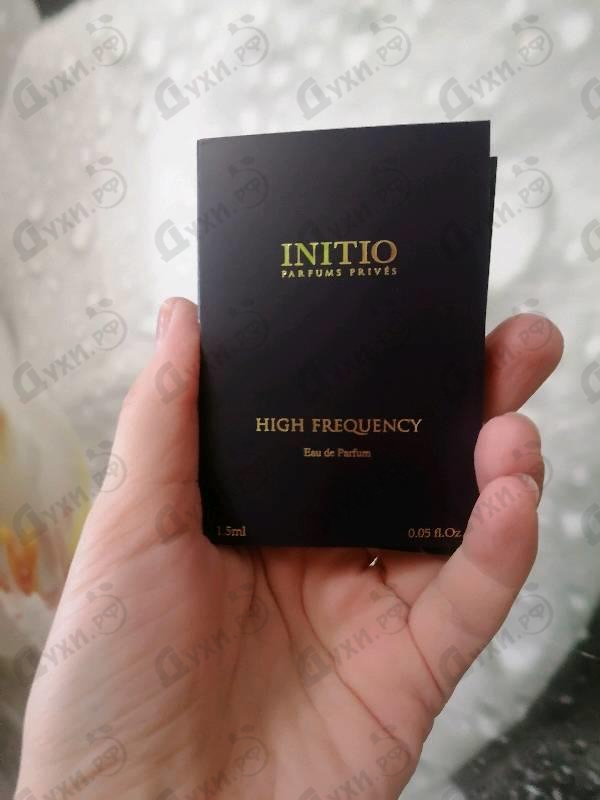 INITIO
PARFUMS PRIVÉS
HIGH FREQUENCY
Eau de Parfum
1.5ml
0.05 fl.Oz
Духи.РФ